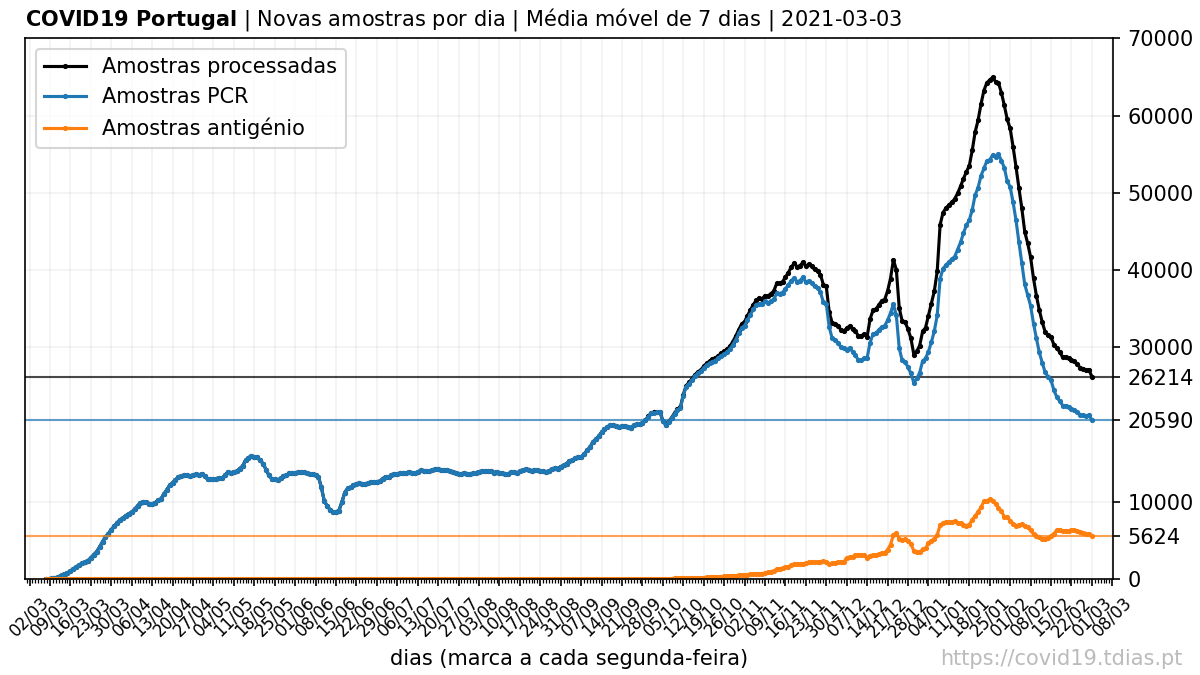 COVID19 Portugal | Novas amostras por dia | Média móvel de 7 dias | 2021-03-03
Amostras processadas
Amostras PCR
Amostras antigénio
70000
60000
50000
40000
30000
26214
20590
10000
5624
0
02/03 09/03 16/03 23/03 30/03 06/04 13/04 20/04 27/04 04/05 11/05 18/05 25/05 01/06 08/06 15/06 22/06 29/06 06/07 13/07 20/07 27/07 03/08 10/08 17/08 24/08 31/08 07/09 14/09 21/09 28/09 05/10 12/10 19/10 26/10 02/11 09/11 16/11 23/11 30/11 07/12 14/12 21/12 28/12 04/01 11/01 18/01 25/01 01/02 08/02 15/02 22/02 01/03 08/03
dias (marca a cada segunda-feira)
https://covid19.tdias.pt